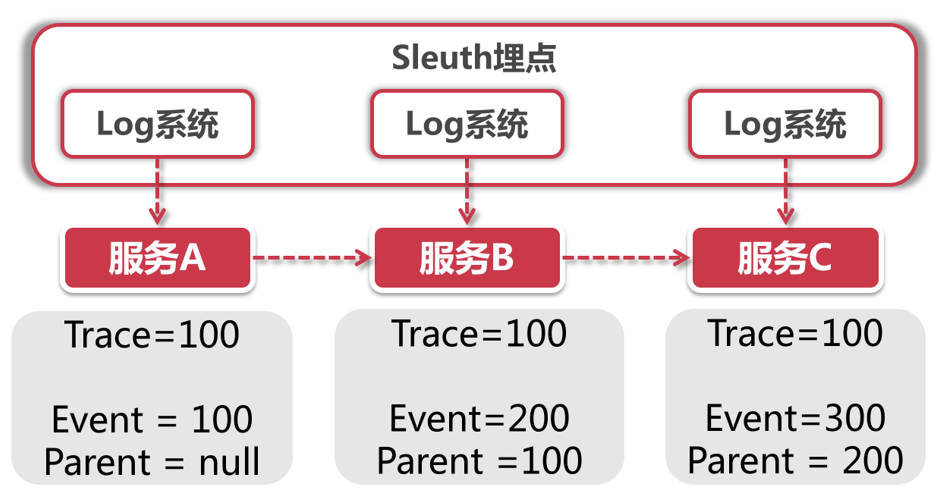 Sleuth埋点
Log系统
Log系统
Log系统
服务A
服务B
服务C
Trace=100
Event = 100
Parent = null
Trace=100
Event=200
Parent =100
Trace=100
Event=300
Parent = 200